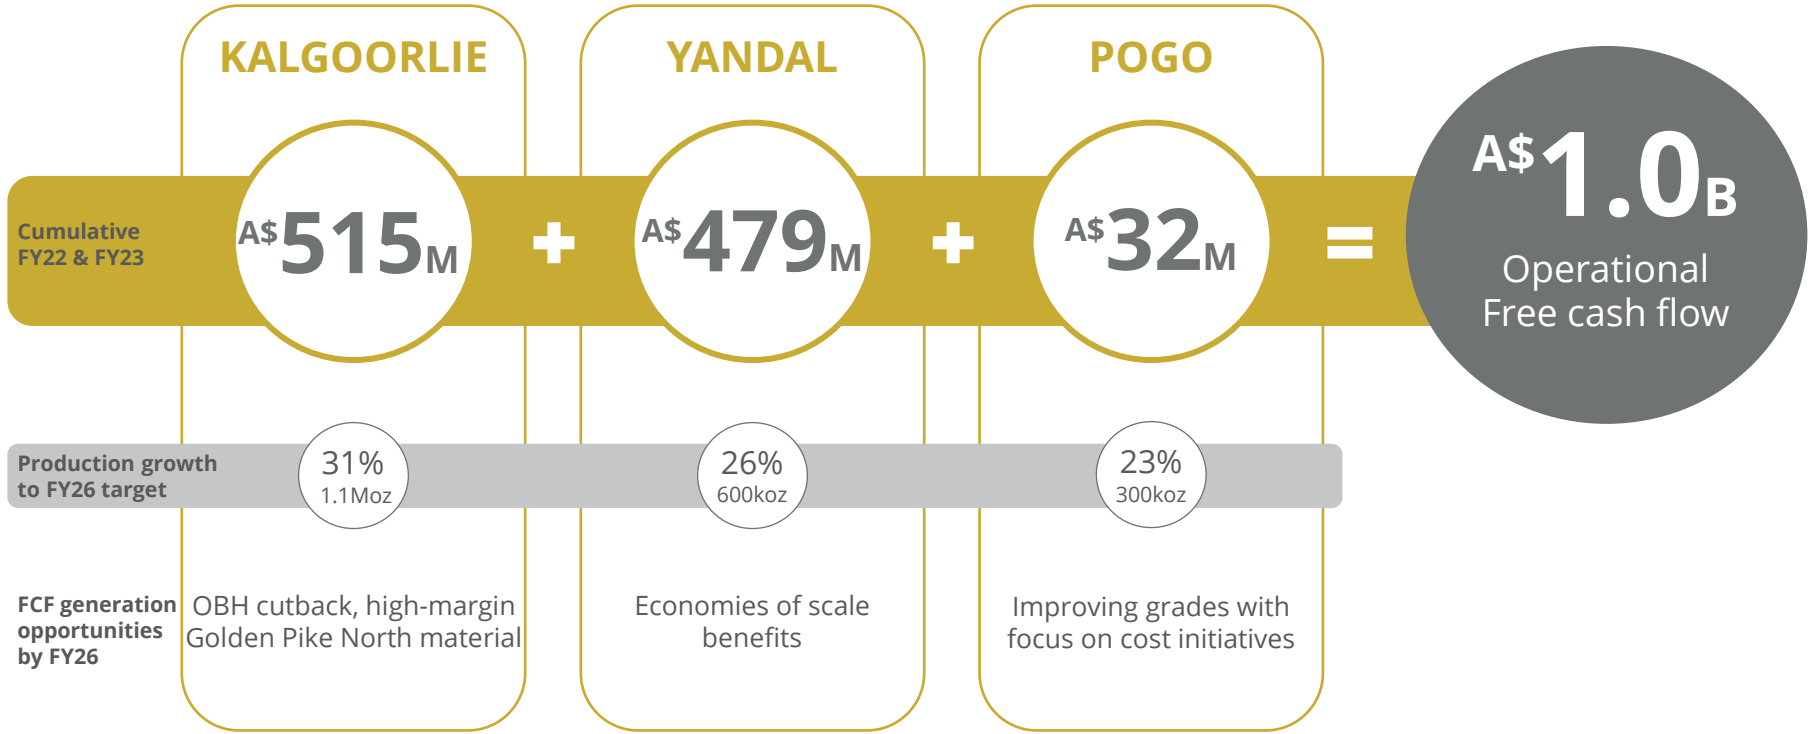 KALGOORLIE
YANDAL
POGO
Cumulative
FY22 & FY23
A$515M
+
A$479M
+
A$32M
=
A$1.0B
Operational
Free cash flow
Production growth
to FY26 target
31%
1.1Moz
26%
600koz
23%
300koz
FCF generation
opportunities
by FY26
OBH cutback, high-margin
Golden Pike North material
Economies of scale
benefits
Improving grades with
focus on cost initiatives